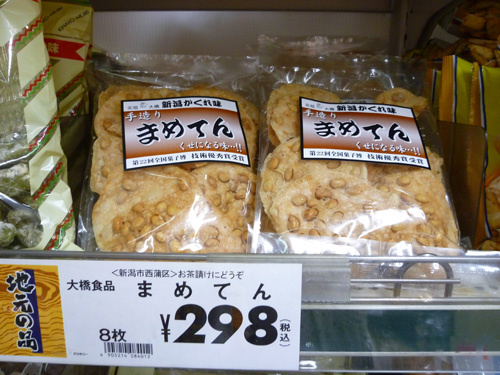 新潟かくれ味
手造り
まめてん
くせになる味…!!
第22回全国菓子博 技術優秀賞受賞
新潟かくれ味
手造り
まめてん
くせになる味…!!
第22回全国菓子博 技術優秀賞受賞
地元の品
<新潟市西蒲区>お茶請けにどうぞ
大橋食品 まめてん
8枚 ¥298 (税込)
4 905214 084012